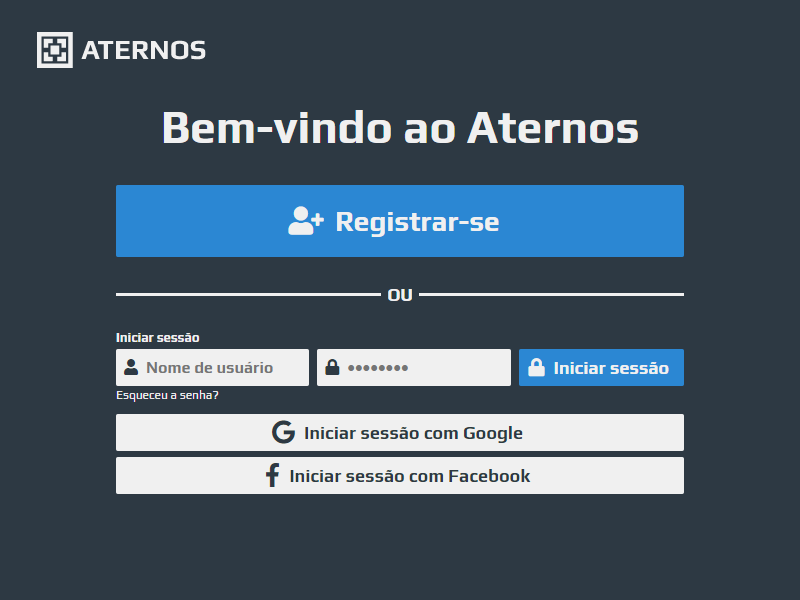 ATERNOS
Bem-vindo ao Aternos
Registrar-se
OU
Iniciar sessão
Nome de usuário
••••••••
Iniciar sessão
Esqueceu a senha?
Iniciar sessão com Google
Iniciar sessão com Facebook